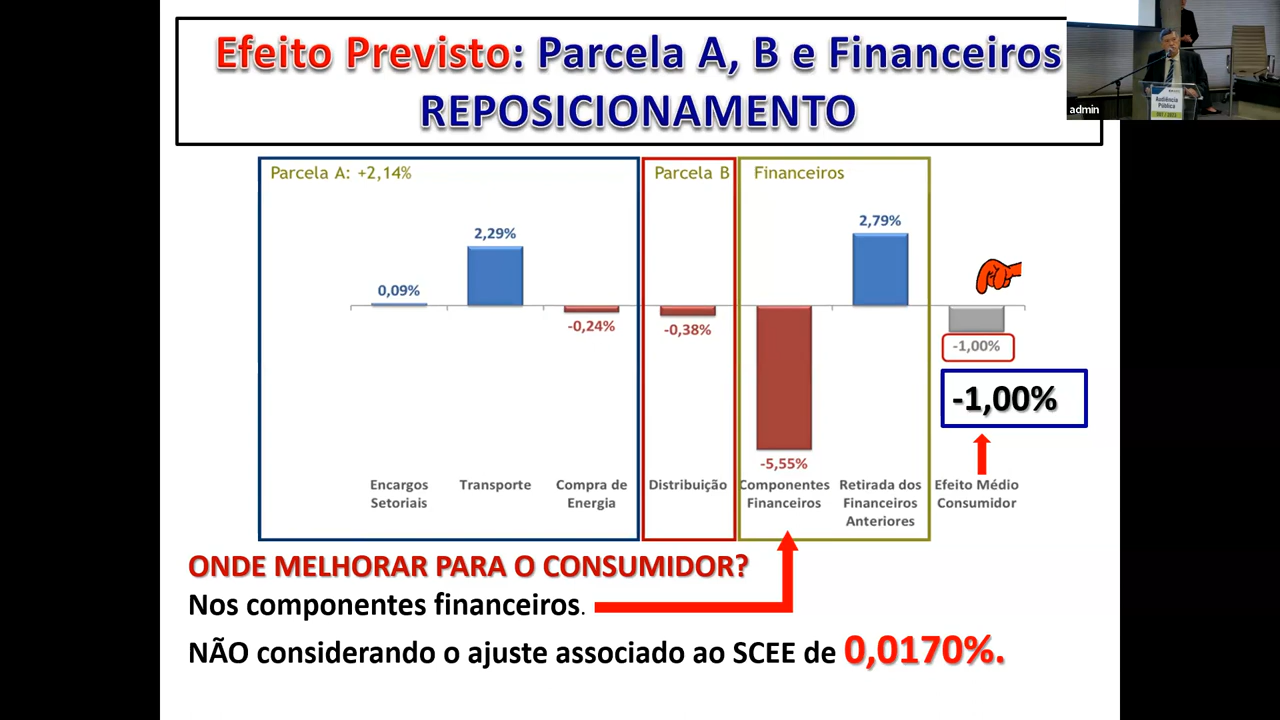 Efeito Previsto: Parcela A, B e Financeiros
REPOSICIONAMENTO
admin
Audiência
Pública
Parcela A: +2,14%
Parcela B
Financeiros
0,09%
2,29%
-0,24%
-0,38%
-5,55%
2,79%
-1,00%
-1,00%
Encargos
Setoriais
Transporte
Compra de
Energia
Distribuição
Componentes
Financeiros
Retirada dos
Financeiros
Anteriores
Efeito Médio
Consumidor
ONDE MELHORAR PARA O CONSUMIDOR?
Nos componentes financeiros.
NÃO considerando o ajuste associado ao SCEE de 0,0170%.